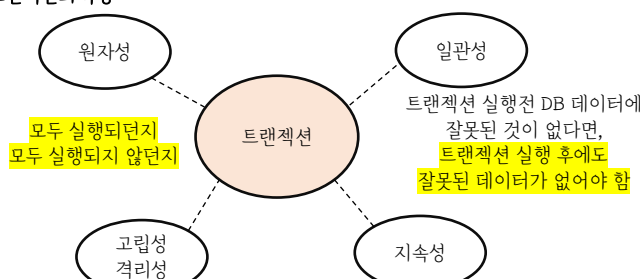 원자성
일관성
트랜젝션
모두 실행되던지
모두 실행되지 않던지
트랜젝션 실행전 DB 데이터에
잘못된 것이 없다면,
트랜젝션 실행 후에도
잘못된 데이터가 없어야 함
고립성
격리성
지속성